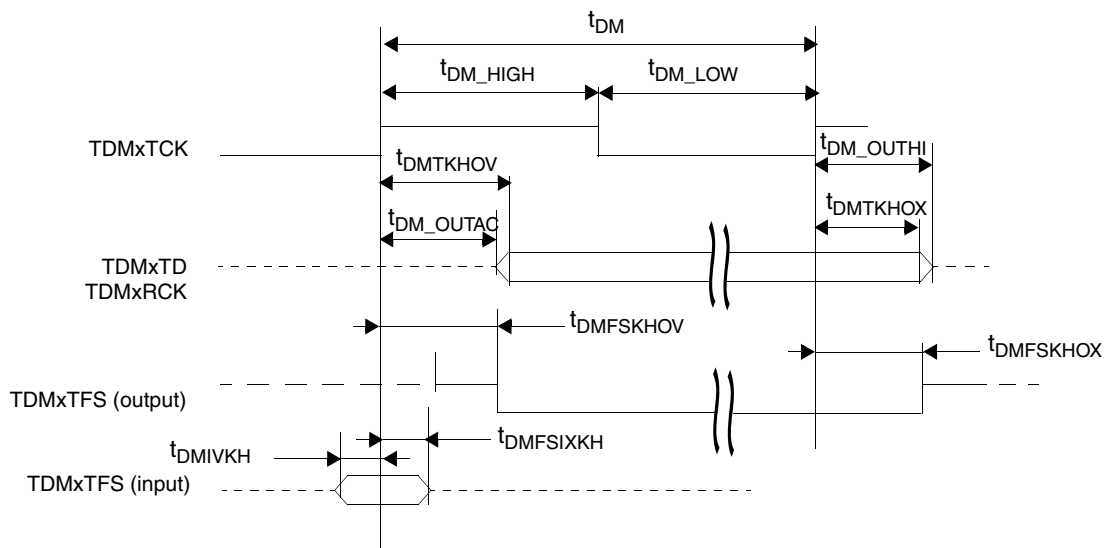 tDM
tDM_HIGH
tDM_LOW
TDMxTCK
tDMTKHOV
tDM_OUTHI
tDM_OUTAC
tDMTKHOX
TDMxTD
TDMxRCK
tDMFSKHOV
tDMFSKHOX
TDMxTFS (output)
tDMIVKH
tDMFSIXKH
TDMxTFS (input)